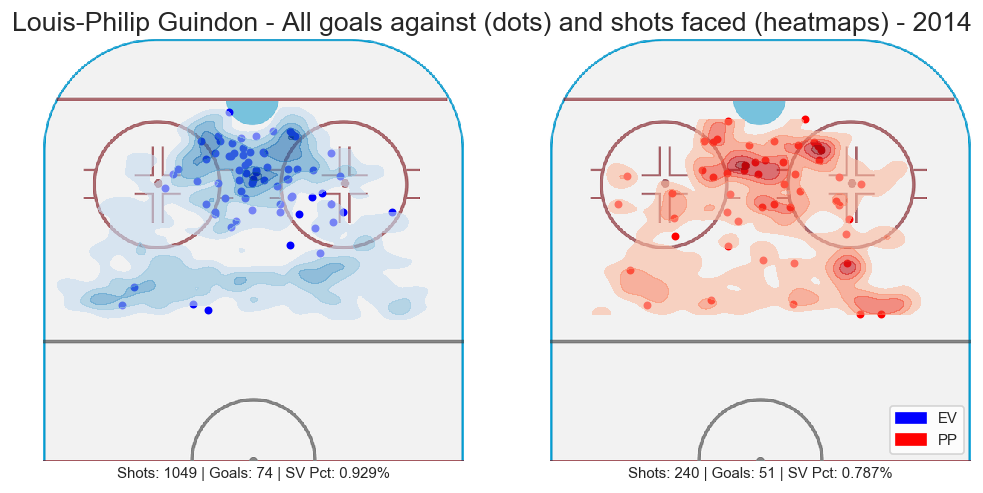 Louis-Philip Guindon - All goals against (dots) and shots faced (heatmaps) - 2014
EV
PP
Shots: 1049 | Goals: 74 | SV Pct: 0.929%
Shots: 240 | Goals: 51 | SV Pct: 0.787%